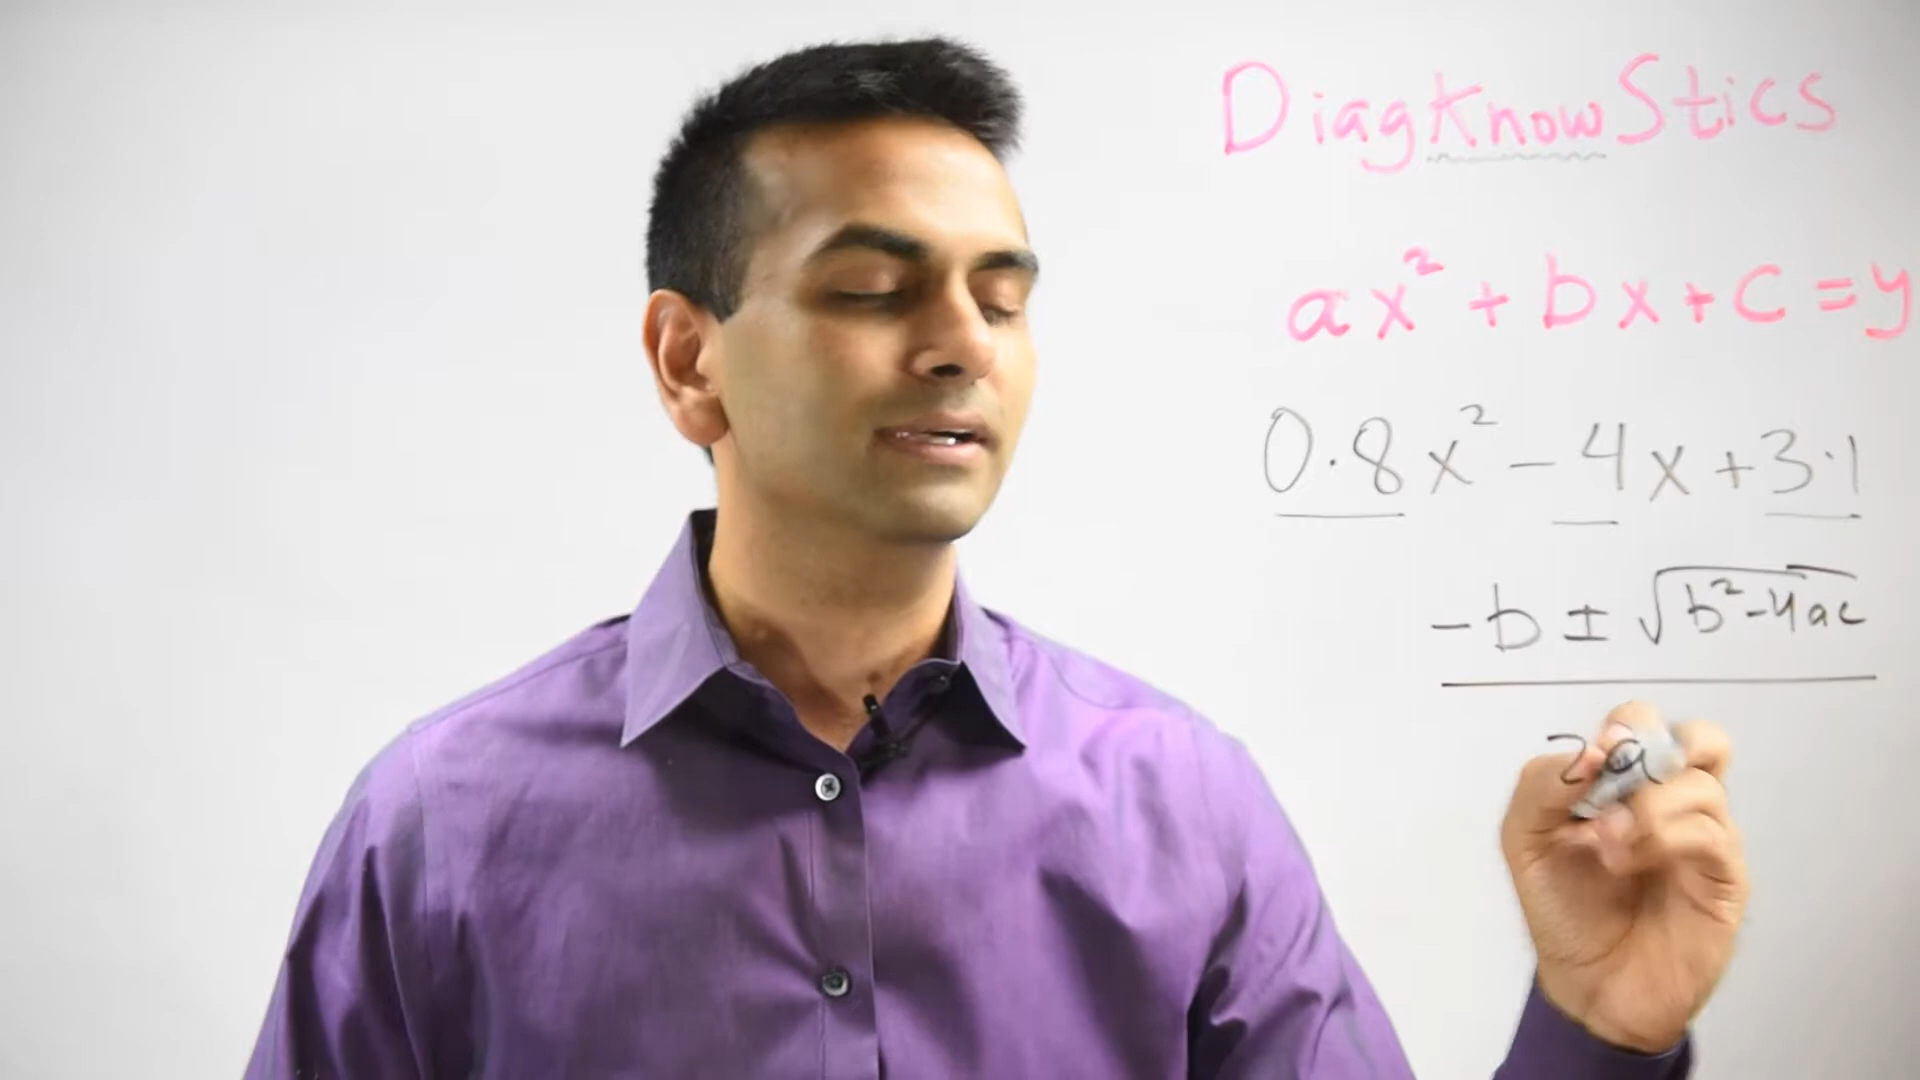 DiagKnowStics
ax² + bx + c = y
0.8x² - 4x + 3.1
-b ± √b²-4ac
2a